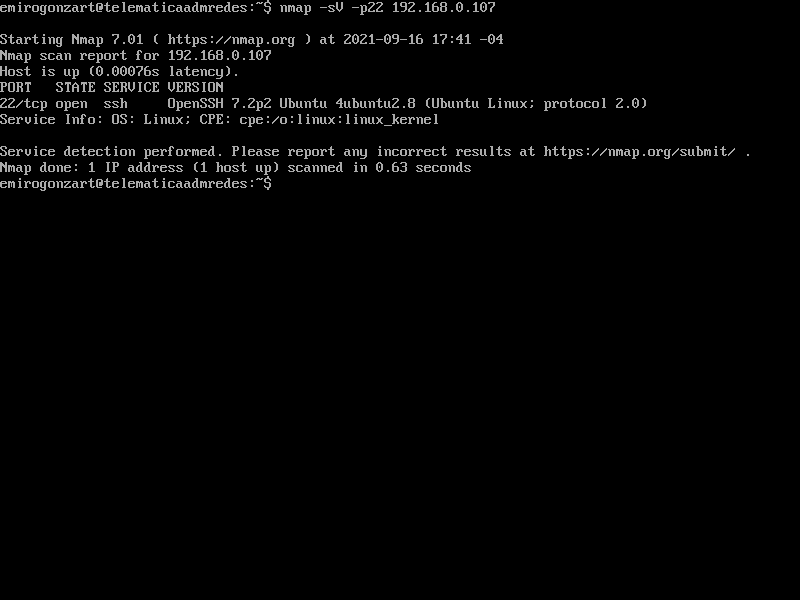 emirogonzart@telematicaadmredes:~$ nmap -sV -p22 192.168.0.107
Starting Nmap 7.01 ( https://nmap.org ) at 2021-09-16 17:41 -04
Nmap scan report for 192.168.0.107
Host is up (0.00076s latency).
PORT   STATE SERVICE VERSION
22/tcp open  ssh     OpenSSH 7.2p2 Ubuntu 4ubuntu2.8 (Ubuntu Linux; protocol 2.0)
Service Info: OS: Linux; CPE: cpe:/o:linux:linux_kernel
Service detection performed. Please report any incorrect results at https://nmap.org/submit/ .
Nmap done: 1 IP address (1 host up) scanned in 0.63 seconds
emirogonzart@telematicaadmredes:~$